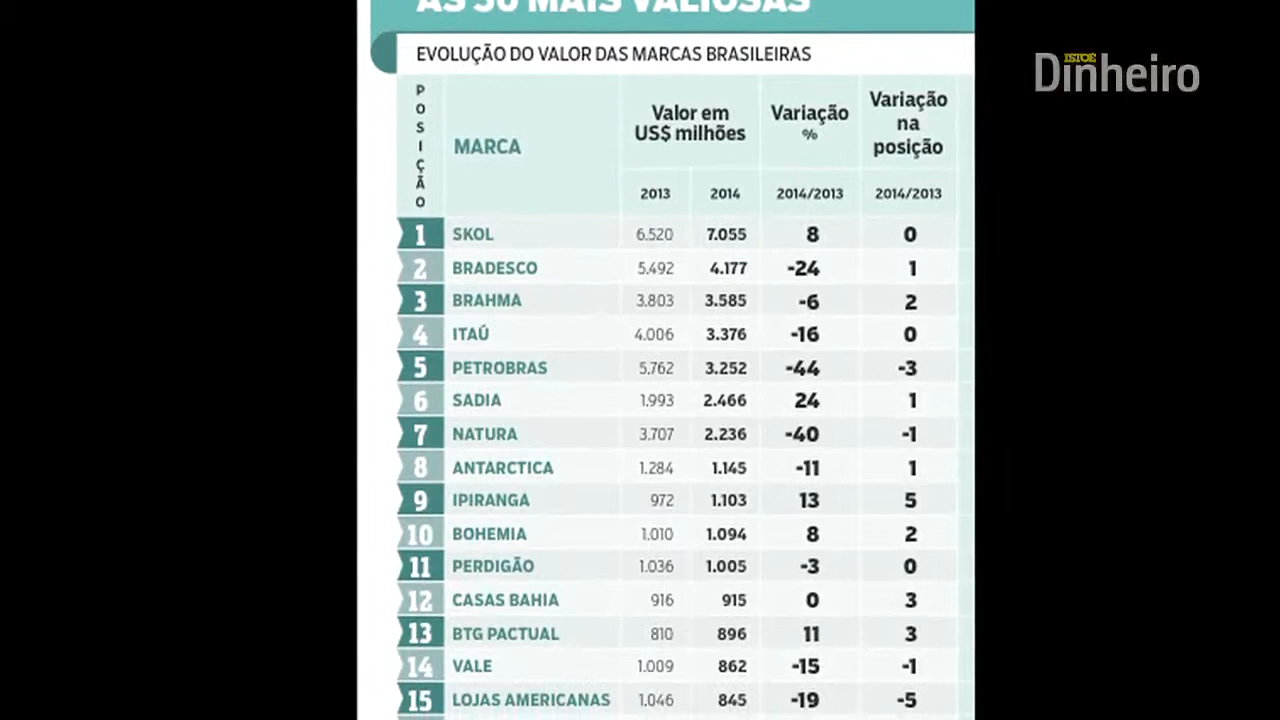 AS 50 MAIS VALIOSAS
EVOLUÇÃO DO VALOR DAS MARCAS BRASILEIRAS
ISTOÉ
Dinheiro
POSIÇÃO
MARCA
Valor em
US$ milhões
Variação
%
Variação
na
posição
2013 2014 2014/2013 2014/2013
1 SKOL 6.520 7.055 8 0
2 BRADESCO 5.492 4.177 -24 1
3 BRAHMA 3.803 3.585 -6 2
4 ITAÚ 4.006 3.376 -16 0
5 PETROBRAS 5.762 3.252 -44 -3
6 SADIA 1.993 2.466 24 1
7 NATURA 3.707 2.236 -40 -1
8 ANTARCTICA 1.284 1.145 -11 1
9 IPIRANGA 972 1.103 13 5
10 BOHEMIA 1.010 1.094 8 2
11 PERDIGÃO 1.036 1.005 -3 0
12 CASAS BAHIA 916 915 0 3
13 BTG PACTUAL 810 896 11 3
14 VALE 1.009 862 -15 -1
15 LOJAS AMERICANAS 1.046 845 -19 -5